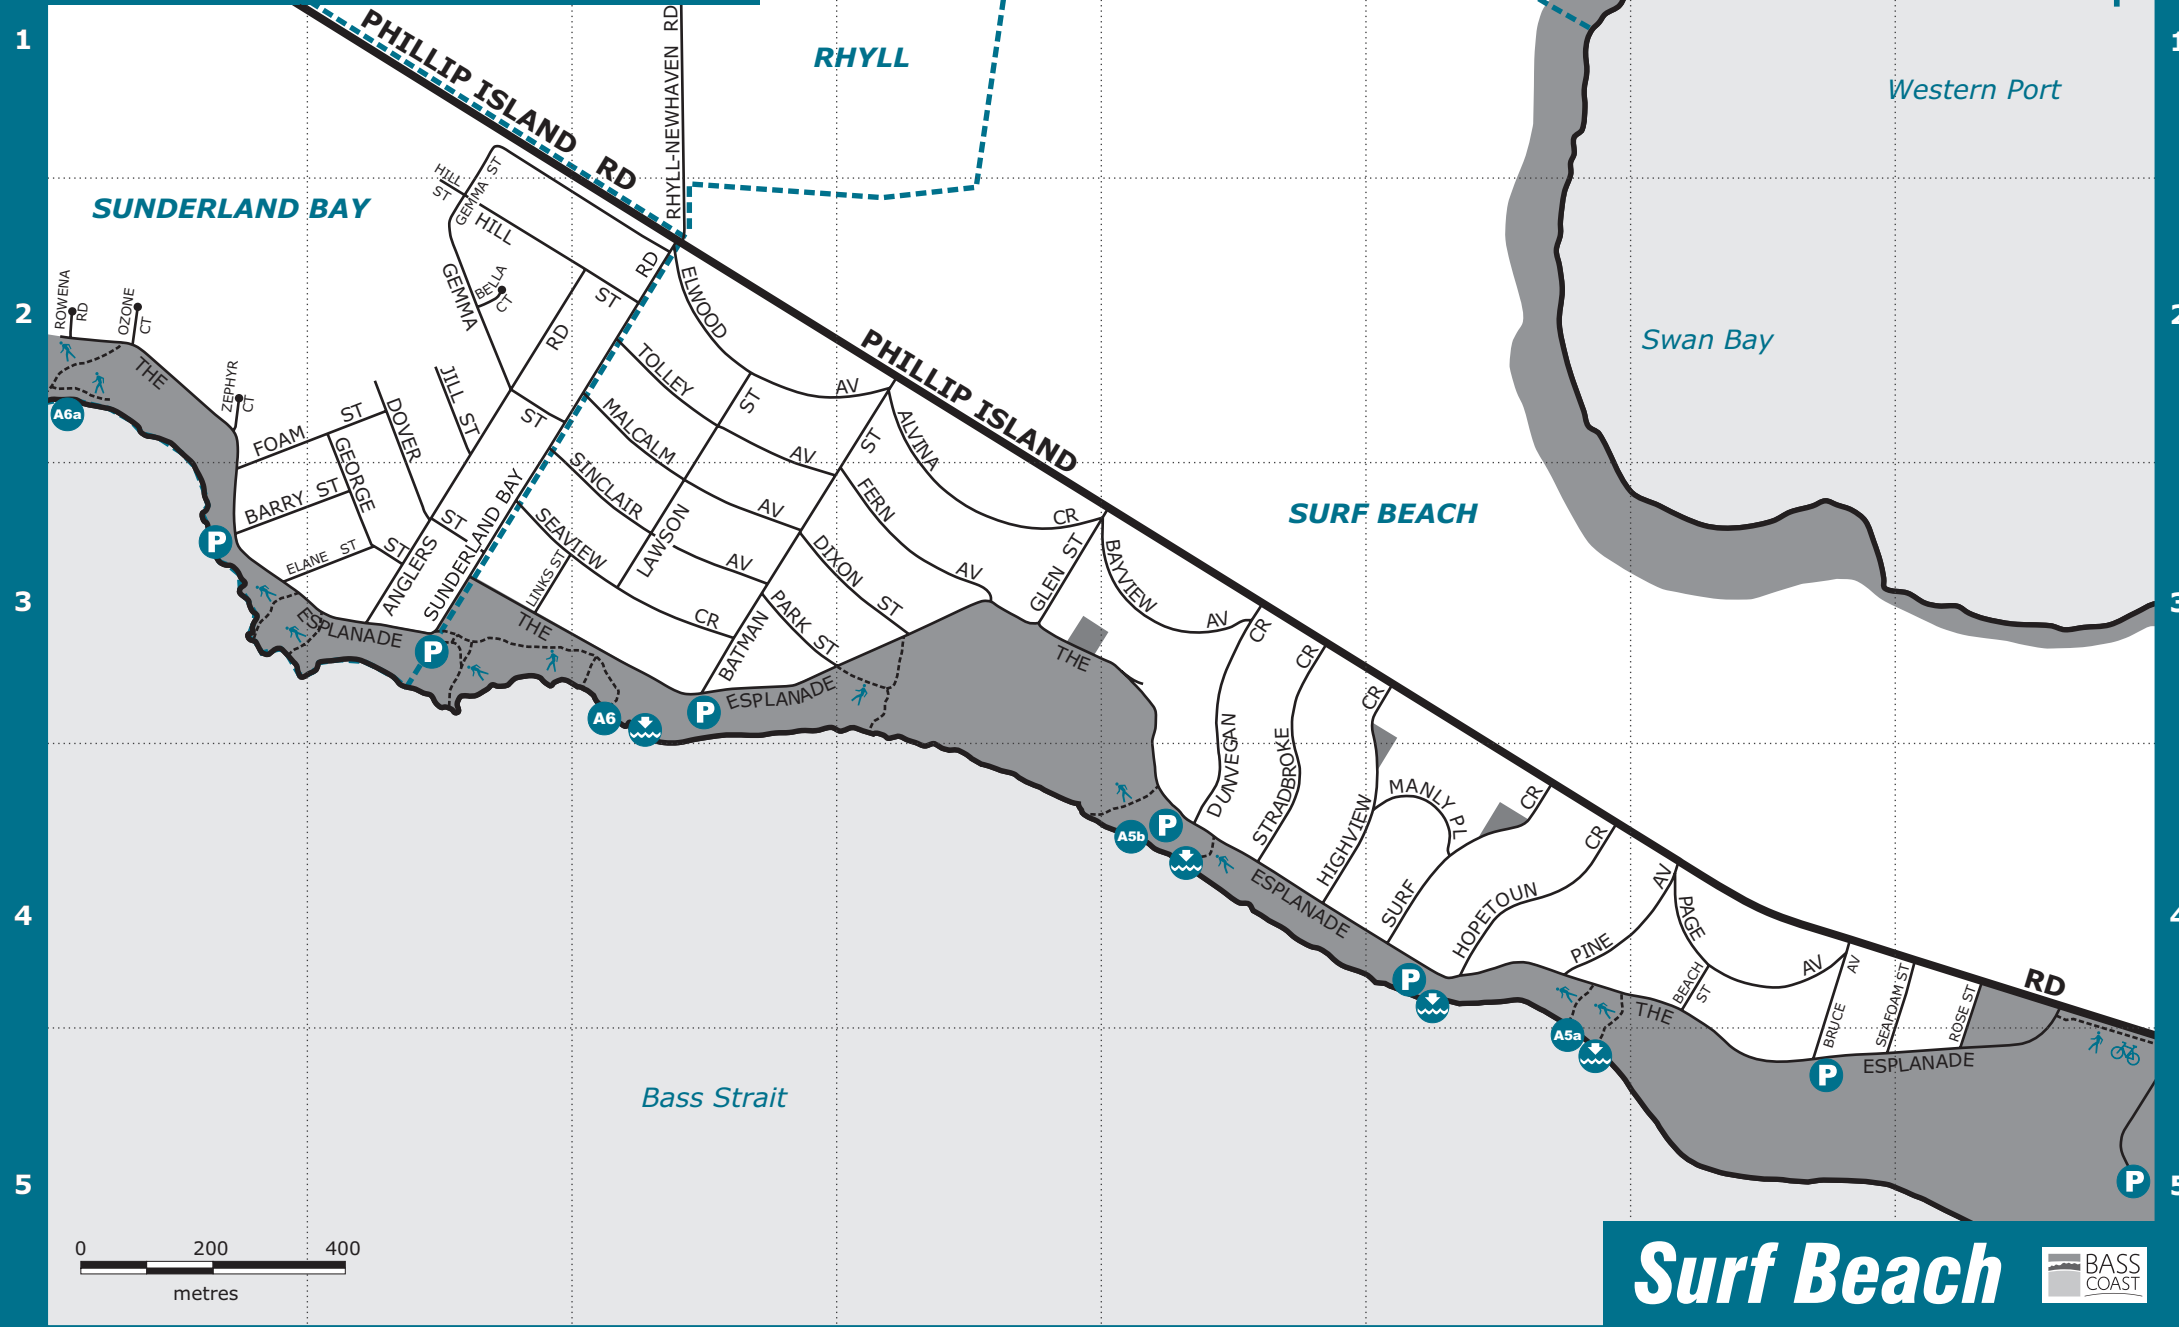 1
PHILLIP ISLAND RD
RHYLL-NEWHAVEN RD
RHYLL
Western Port
1
SUNDERLAND BAY
HILL ST
GEMMA ST
HILL ST
GEMMA
BELLA CT
RD
ELWOOD AV
2
ROWENA RD
OZONE CT
THE
ZEPHYR CT
RD
PHILLIP ISLAND
Swan Bay
2
A6a
FOAM ST
DOVER ST
JILL ST
ST
TOLLEY AV
ST
MALCALM AV
ST
ALVINA CR
BARRY ST
GEORGE ST
SINCLAIR AV
FERN AV
SURF BEACH
P
ELANE ST
ANGLERS
SUNDERLAND BAY
SEAVIEW CR
LINKS ST
LAWSON
DIXON ST
GLEN ST
BAYVIEW AV
3
ESPLANADE
P
THE
BATMAN
PARK ST
THE
CR
3
A6
P
ESPLANADE
DUNVEGAN
STRADBROKE CR
HIGHVIEW CR
MANLY PL
A5b
P
SURF CR
HOPETOUN CR
4
ESPLANADE
PINE AV
PAGE AV
4
P
BEACH ST
BRUCE AV
SEAFOAM ST
ROSE ST
RD
A5a
THE
ESPLANADE
P
Bass Strait
5
P
5
0 200 400
metres
Surf Beach
BASS
COAST